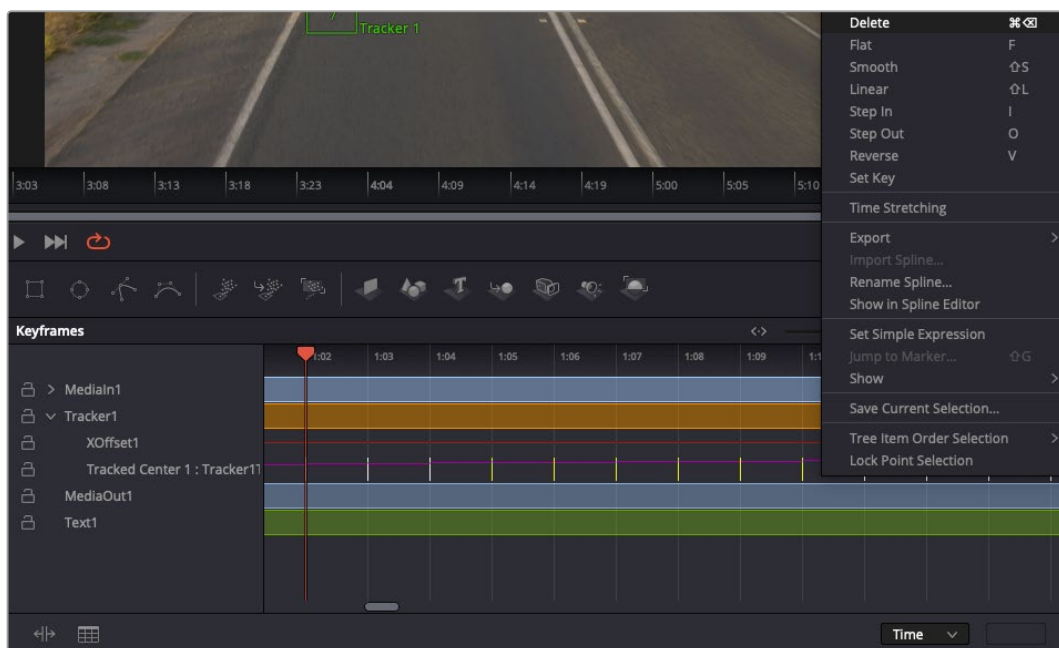 Tracker 1
Delete ⌘⌫
Flat F
Smooth ⇧S
Linear ⇧L
Step In I
Step Out O
Reverse V
Set Key
Time Stretching
Export
Import Spline...
Rename Spline...
Show in Spline Editor
Set Simple Expression
Jump to Marker... ⇧G
Show
Save Current Selection...
Tree Item Order Selection
Lock Point Selection
3:03 3:08 3:13 3:18 3:23 4:04 4:09 4:14 4:19 5:00 5:05 5:10
Keyframes
1:02 1:03 1:04 1:05 1:06 1:07 1:08 1:09
MediaIn1
Tracker1
XOffset1
Tracked Center 1 : Tracker1
MediaOut1
Text1
Time